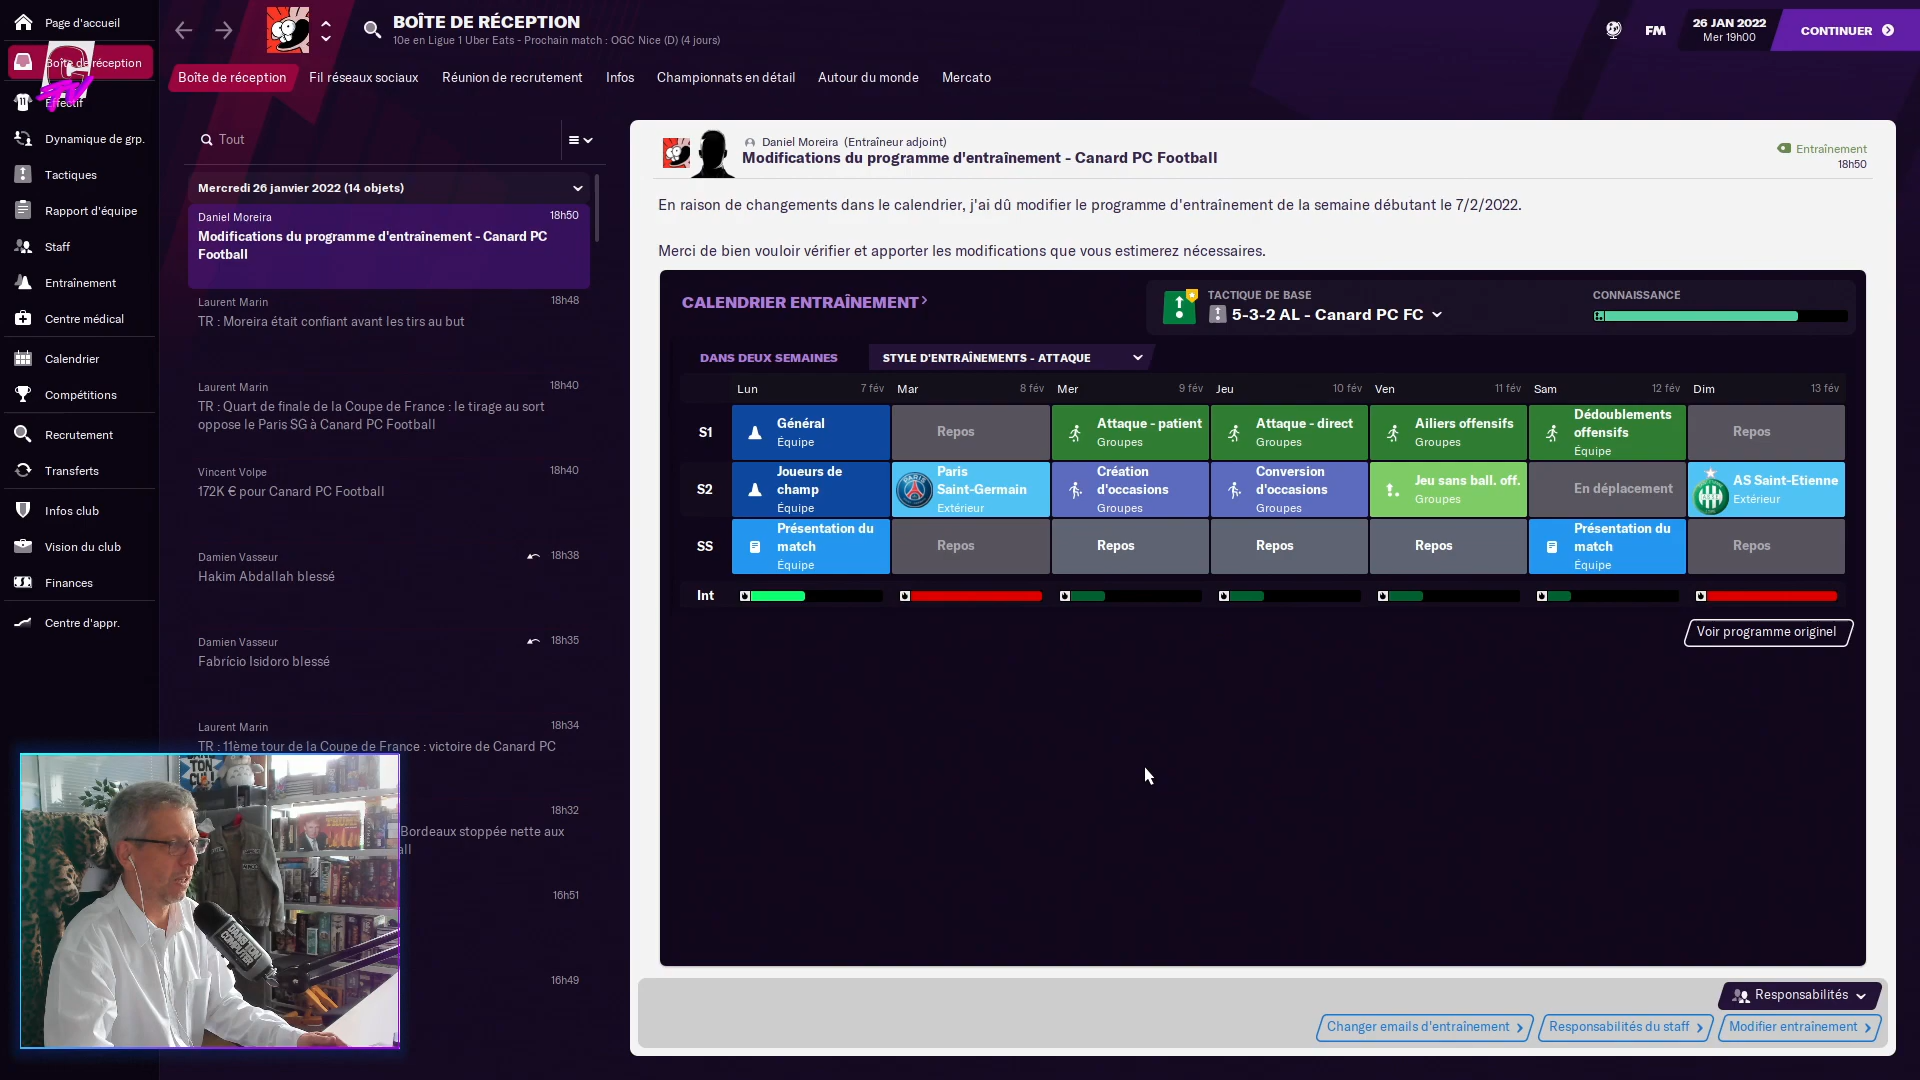 Page d'accueil
Boîte de réception
Effectif
Dynamique de grp.
Tactiques
Rapport d'équipe
Staff
Entraînement
Centre médical
Calendrier
Compétitions
Recrutement
Transferts
Infos club
Vision du club
Finances
Centre d'appr.
BOÎTE DE RÉCEPTION
10e en Ligue 1 Uber Eats - Prochain match : OGC Nice (D) (4 jours)
FM
26 JAN 2022
Mer 19h00
CONTINUER
Boîte de réception
Fil réseaux sociaux
Réunion de recrutement
Infos
Championnats en détail
Autour du monde
Mercato
Tout
Mercredi 26 janvier 2022 (14 objets)
Daniel Moreira 18h50
Modifications du programme d'entraînement - Canard PC
Football
Laurent Marin 18h48
TR : Moreira était confiant avant les tirs au but
Laurent Marin 18h40
TR : Quart de finale de la Coupe de France : le tirage au sort
oppose le Paris SG à Canard PC Football
Vincent Volpe 18h40
172K € pour Canard PC Football
Damien Vasseur 18h38
Hakim Abdallah blessé
Damien Vasseur 18h35
Fabrício Isidoro blessé
Laurent Marin 18h34
TR : 11ème tour de la Coupe de France : victoire de Canard PC
18h32
Bordeaux stoppée nette aux
all
16h51
16h49
DANS TON COMPUTER
TON
CUL!
Daniel Moreira (Entraîneur adjoint)
Modifications du programme d'entraînement - Canard PC Football
Entraînement
18h50
En raison de changements dans le calendrier, j'ai dû modifier le programme d'entraînement de la semaine débutant le 7/2/2022.
Merci de bien vouloir vérifier et apporter les modifications que vous estimerez nécessaires.
CALENDRIER ENTRAÎNEMENT
TACTIQUE DE BASE
5-3-2 AL - Canard PC FC
CONNAISSANCE
DANS DEUX SEMAINES
STYLE D'ENTRAÎNEMENTS - ATTAQUE
Lun 7 fév Mar 8 fév Mer 9 fév Jeu 10 fév Ven 11 fév Sam 12 fév Dim 13 fév
S1
Général
Équipe
Repos
Attaque - patient
Groupes
Attaque - direct
Groupes
Ailiers offensifs
Groupes
Dédoublements
offensifs
Équipe
Repos
S2
Joueurs de
champ
Équipe
Paris
Saint-Germain
Extérieur
Création
d'occasions
Groupes
Conversion
d'occasions
Groupes
Jeu sans ball. off.
Groupes
En déplacement
AS Saint-Etienne
Extérieur
SS
Présentation du
match
Équipe
Repos
Repos
Repos
Repos
Présentation du
match
Équipe
Repos
Int
Voir programme originel
Responsabilités
Changer emails d'entraînement
Responsabilités du staff
Modifier entraînement